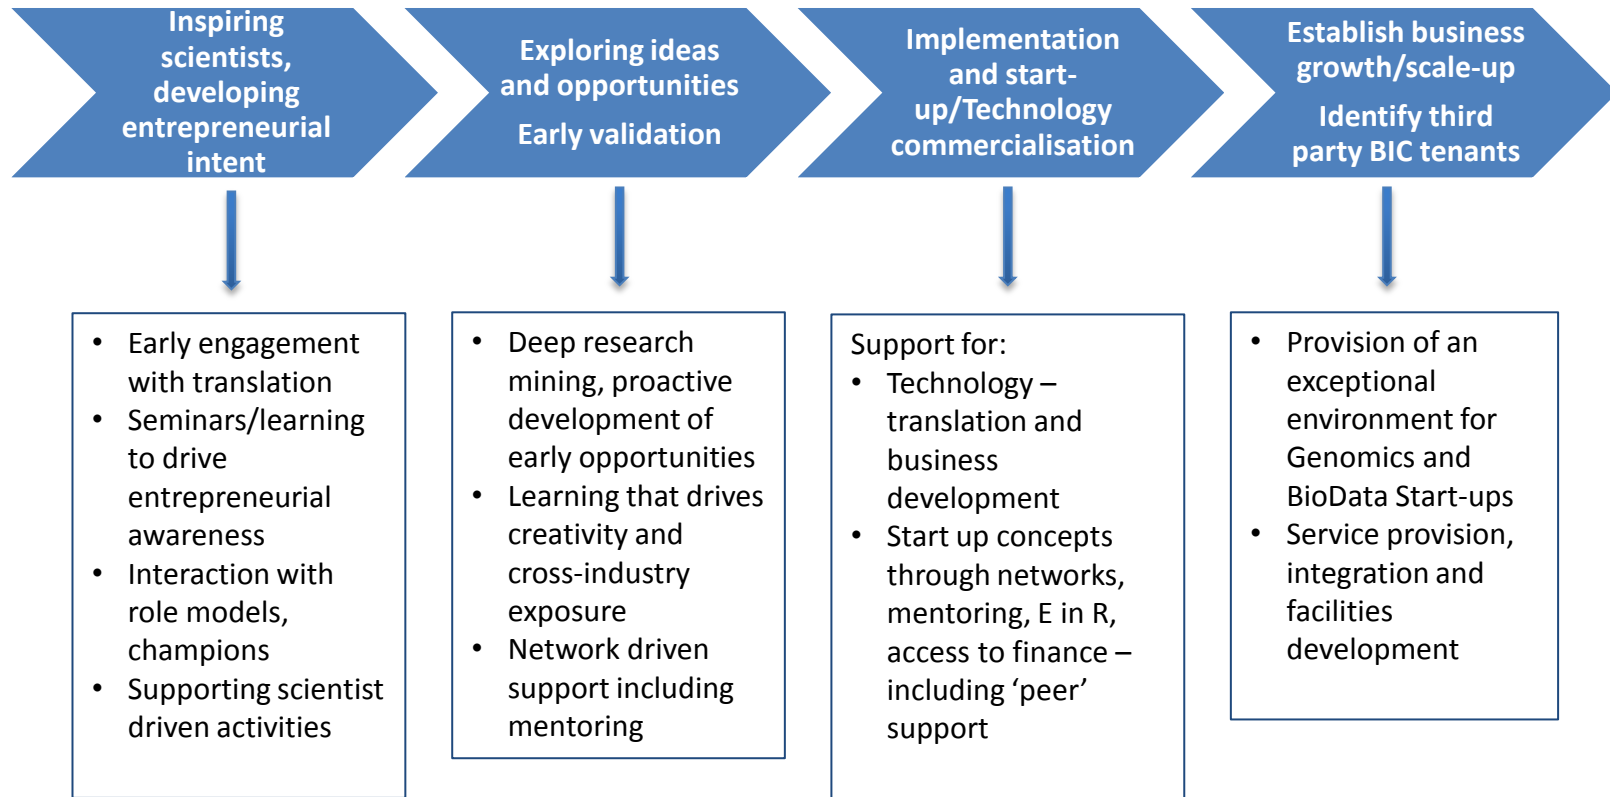 Inspiring
scientists,
developing
entrepreneurial
intent
Exploring ideas
and opportunities
Early validation
Implementation
and start-
up/Technology
commercialisation
Establish business
growth/scale-up
Identify third
party BIC tenants
• Early engagement
with translation
• Seminars/learning
to drive
entrepreneurial
awareness
• Interaction with
role models,
champions
• Supporting scientist
driven activities
• Deep research
mining, proactive
development of
early opportunities
• Learning that drives
creativity and
cross-industry
exposure
• Network driven
support including
mentoring
Support for:
• Technology –
translation and
business
development
• Start up concepts
through networks,
mentoring, E in R,
access to finance –
including ‘peer’
support
• Provision of an
exceptional
environment for
Genomics and
BioData Start-ups
• Service provision,
integration and
facilities
development